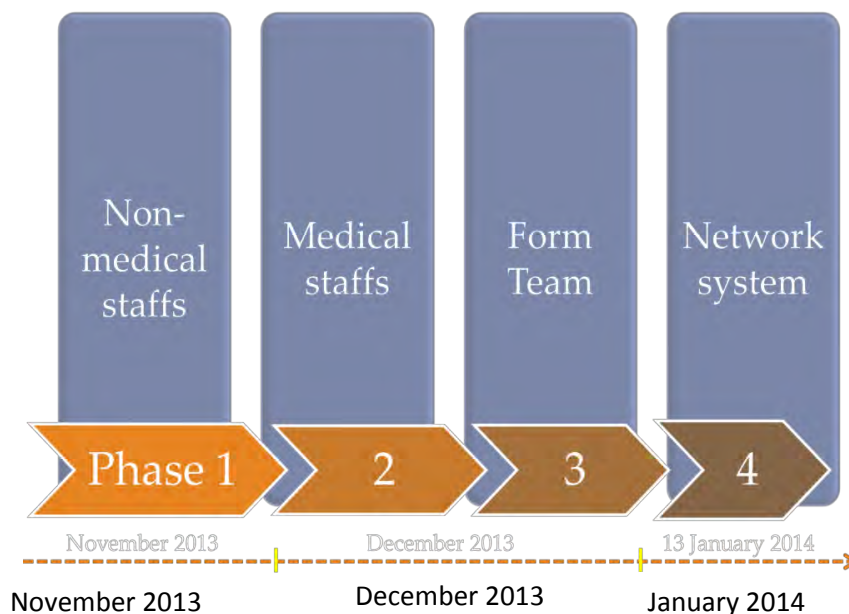 Non-
medical
staffs
Medical
staffs
Form
Team
Network
system
Phase 1
2
3
4
November 2013
December 2013
13 January 2014
November 2013
December 2013
January 2014